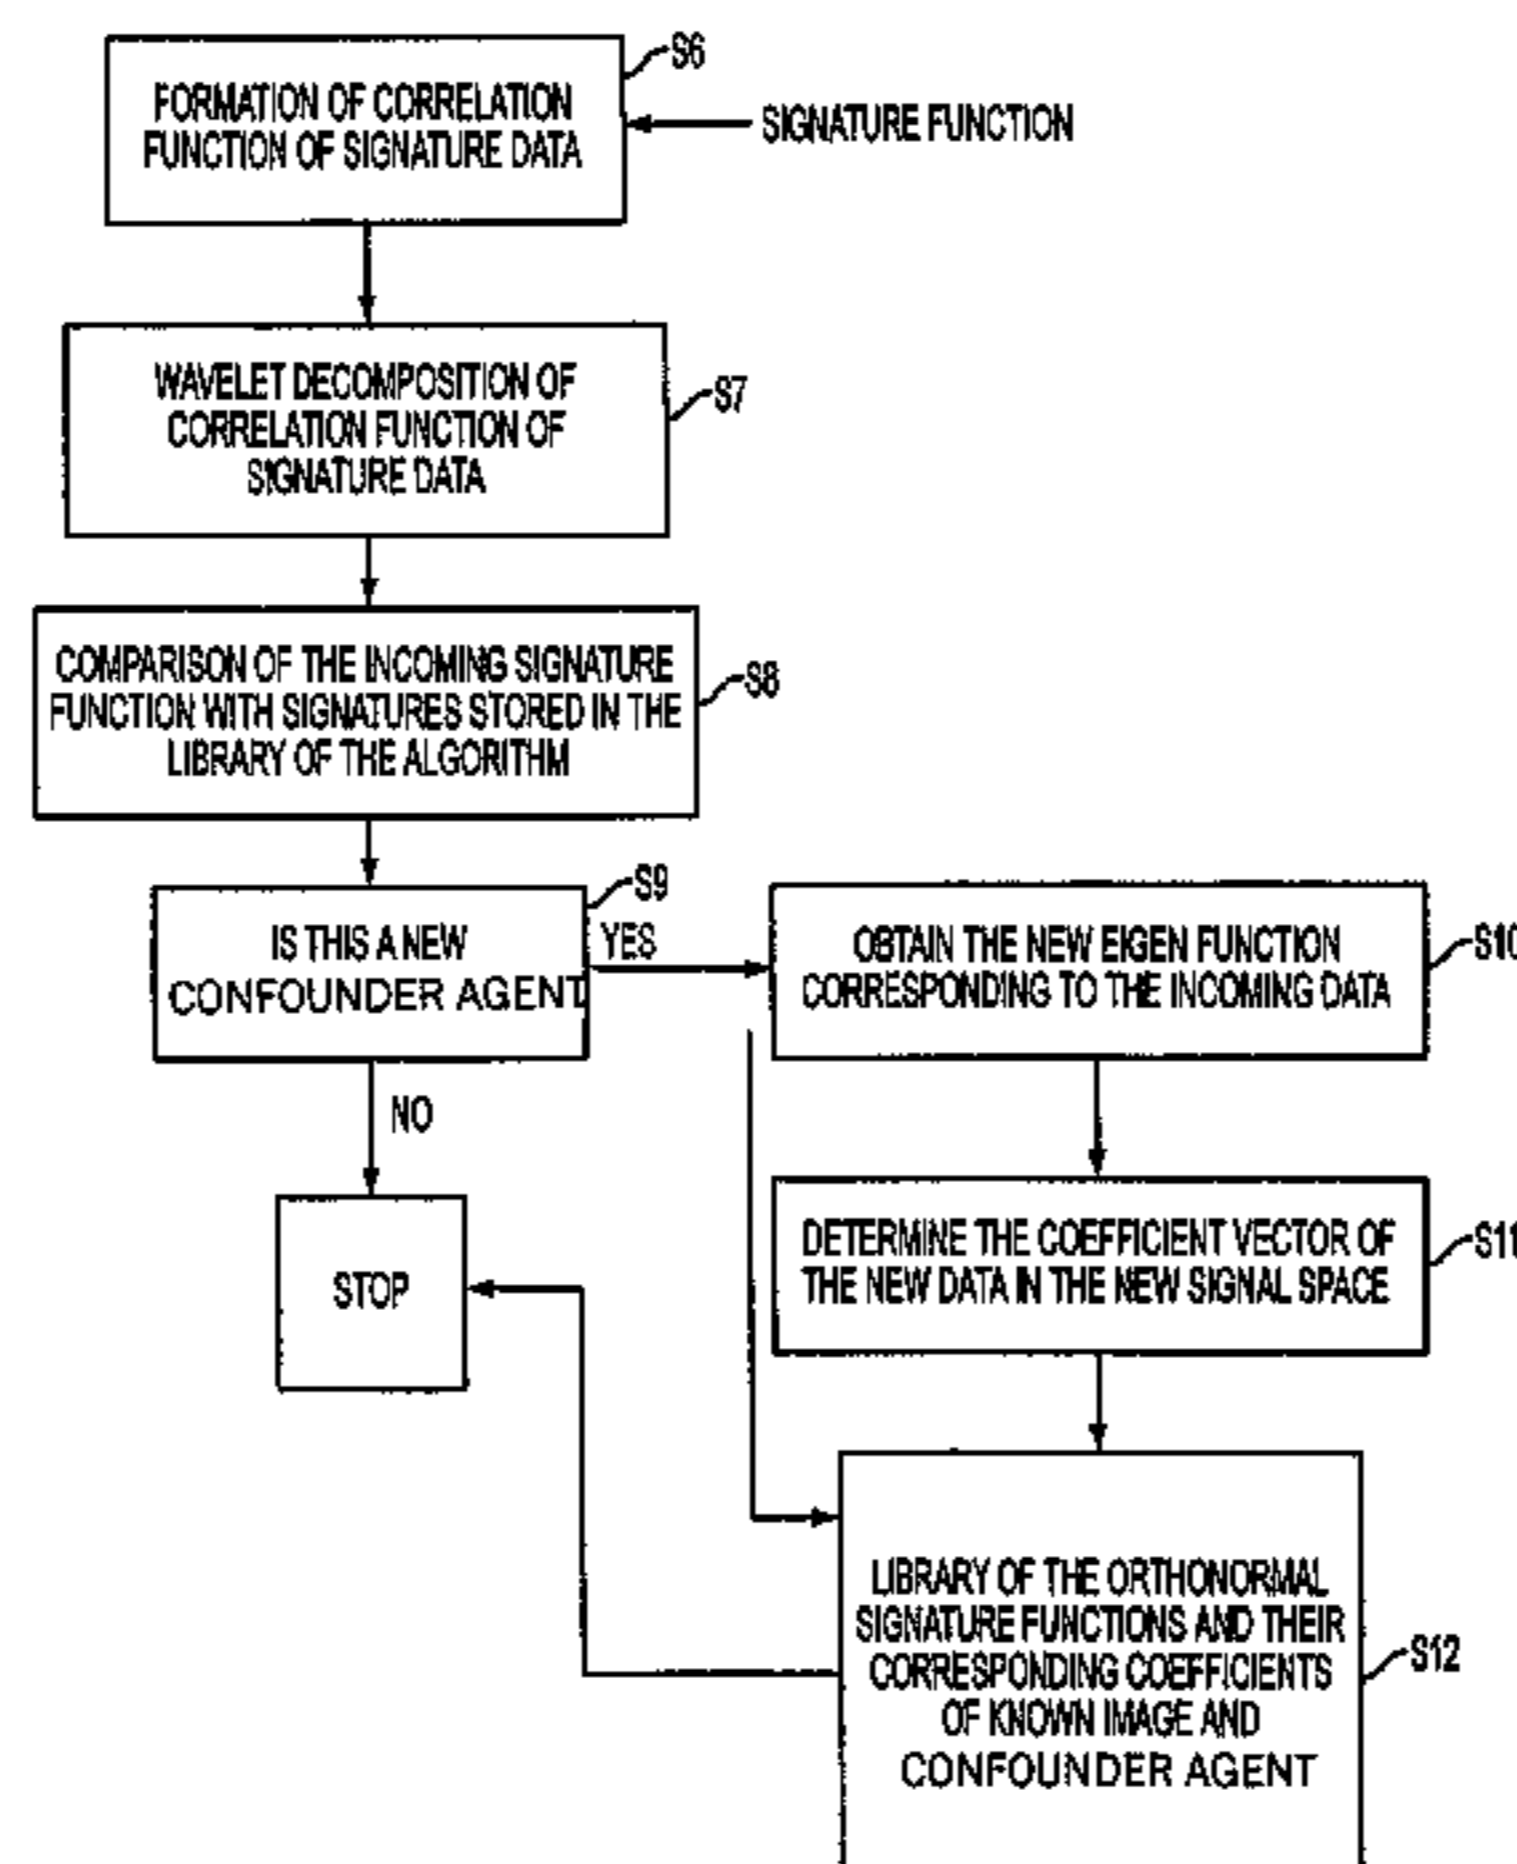 S6
FORMATION OF CORRELATION
FUNCTION OF SIGNATURE DATA
SIGNATURE FUNCTION
WAVELET DECOMPOSITION OF
CORRELATION FUNCTION OF
SIGNATURE DATA
S7
COMPARISON OF THE INCOMING SIGNATURE
FUNCTION WITH SIGNATURES STORED IN THE
LIBRARY OF THE ALGORITHM
S8
S9
IS THIS A NEW
CONFOUNDER AGENT
YES
OBTAIN THE NEW EIGEN FUNCTION
CORRESPONDING TO THE INCOMING DATA
S10
NO
STOP
DETERMINE THE COEFFICIENT VECTOR OF
THE NEW DATA IN THE NEW SIGNAL SPACE
S11
LIBRARY OF THE ORTHONORMAL
SIGNATURE FUNCTIONS AND THEIR
CORRESPONDING COEFFICIENTS
OF KNOWN IMAGE AND
CONFOUNDER AGENT
S12